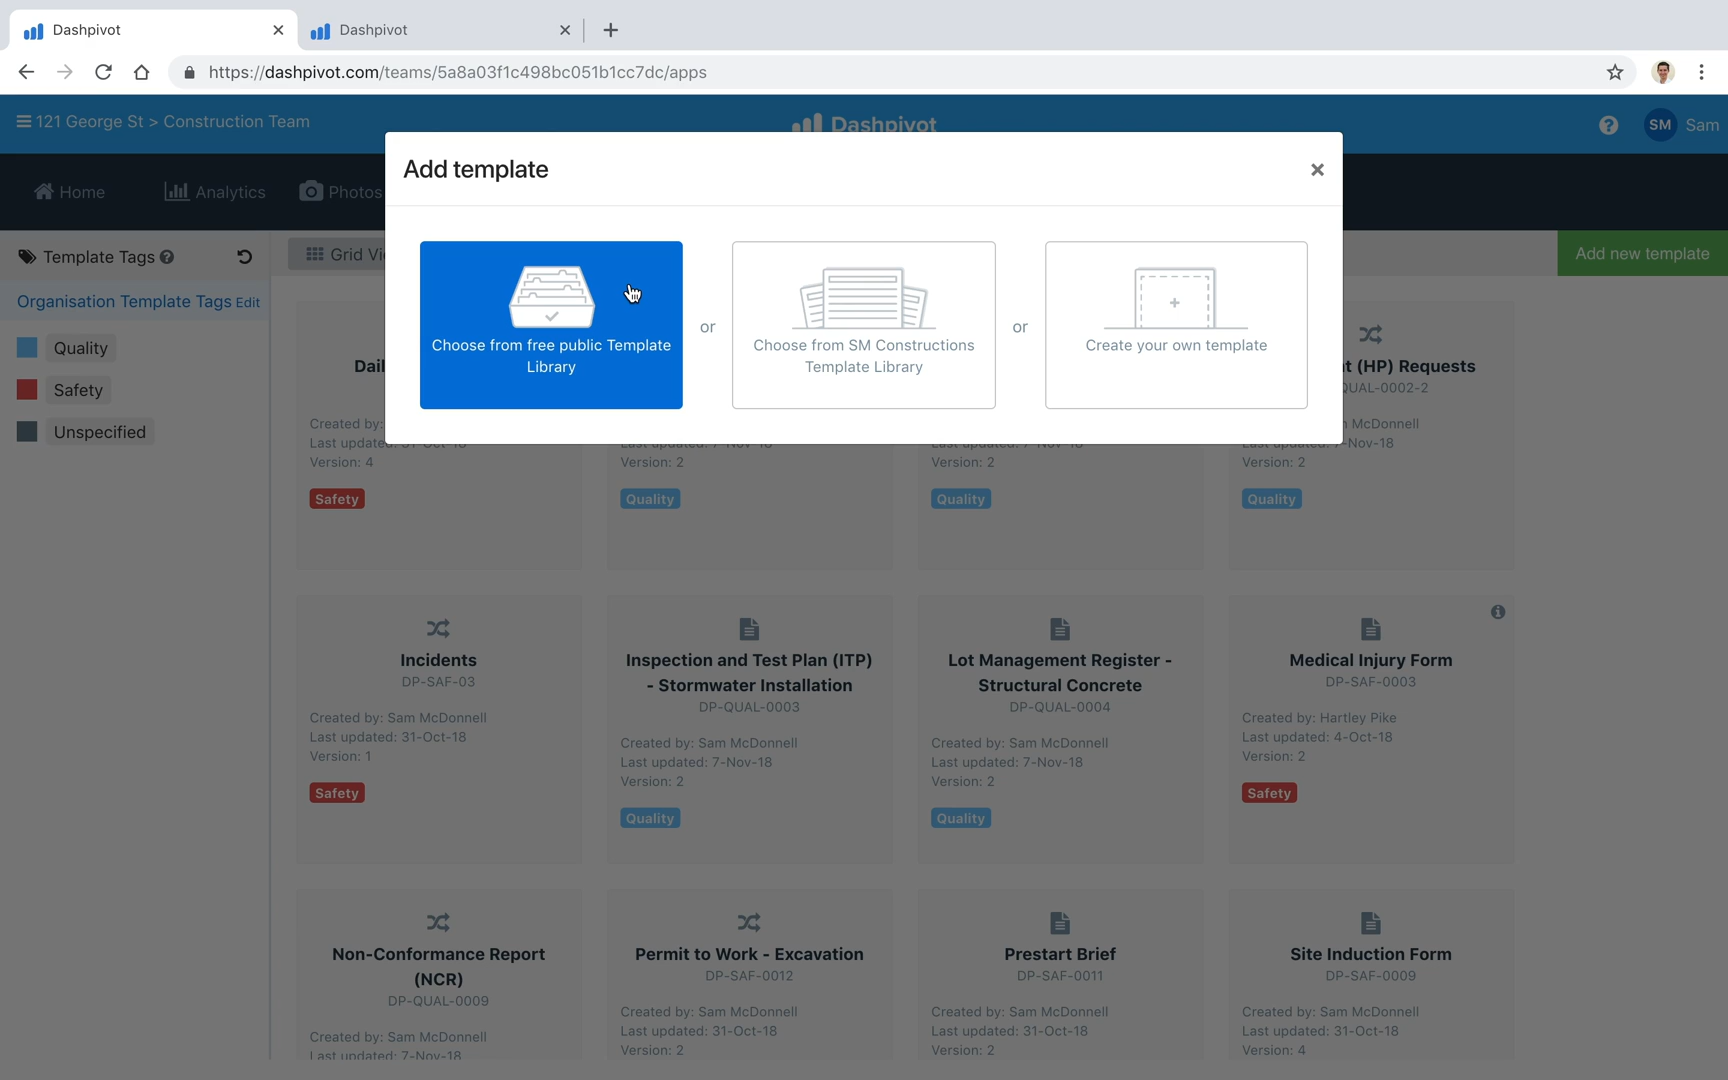 Dashpivot
Dashpivot
https://dashpivot.com/teams/5a8a03f1c498bc051b1cc7dc/apps
121 George St > Construction Team
Dashpivot
SM Sam
Home
Analytics
Photos
Add template
Choose from free public Template
Library
or
Choose from SM Constructions
Template Library
or
Create your own template
Template Tags
Organisation Template Tags Edit
Quality
Safety
Unspecified
Grid
Add new template
Created by:
Last updated: 31-Oct-18
Version: 4
Safety
Last updated: 7-Nov-18
Version: 2
Quality
Last updated: 7-Nov-18
Version: 2
Quality
(HP) Requests
QUAL-0002-2
McDonnell
Last updated: 7-Nov-18
Version: 2
Quality
Incidents
DP-SAF-03
Created by: Sam McDonnell
Last updated: 31-Oct-18
Version: 1
Safety
Inspection and Test Plan (ITP)
- Stormwater Installation
DP-QUAL-0003
Created by: Sam McDonnell
Last updated: 7-Nov-18
Version: 2
Quality
Lot Management Register -
Structural Concrete
DP-QUAL-0004
Created by: Sam McDonnell
Last updated: 7-Nov-18
Version: 2
Quality
Medical Injury Form
DP-SAF-0003
Created by: Hartley Pike
Last updated: 4-Oct-18
Version: 2
Safety
Non-Conformance Report
(NCR)
DP-QUAL-0009
Created by: Sam McDonnell
Last updated: 7-Nov-18
Permit to Work - Excavation
DP-SAF-0012
Created by: Sam McDonnell
Last updated: 31-Oct-18
Version: 2
Prestart Brief
DP-SAF-0011
Created by: Sam McDonnell
Last updated: 31-Oct-18
Version: 2
Site Induction Form
DP-SAF-0009
Created by: Sam McDonnell
Last updated: 31-Oct-18
Version: 4